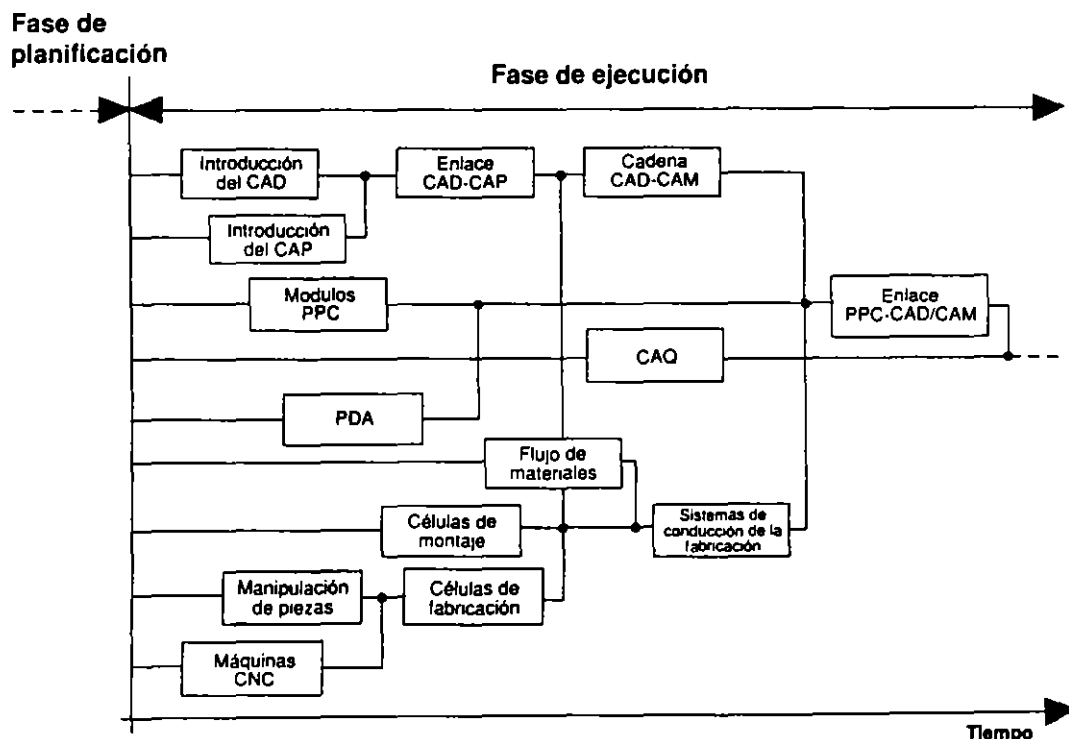 Fase de
planificación
Fase de ejecución
Introducción
del CAD
Enlace
CAD-CAP
Cadena
CAD-CAM
Introducción
del CAP
Modulos
PPC
Enlace
PPC-CAD/CAM
CAQ
PDA
Flujo de
materiales
Células de
montaje
Sistemas de
conducción de la
fabricación
Manipulación
de piezas
Células de
fabricación
Máquinas
CNC
Tiempo